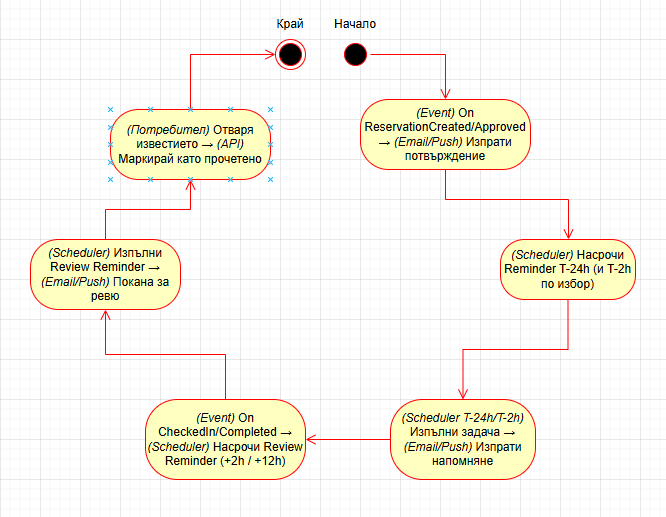 Край
Начало
(Event) On
ReservationCreated/Approved
→ (Email/Push) Изпрати
потвърждение
(Scheduler) Насрочи
Reminder T-24h (и T-2h
по избор)
(Scheduler T-24h/T-2h)
Изпълни задача →
(Email/Push) Изпрати
напомняне
(Event) On
CheckedIn/Completed →
(Scheduler) Насрочи Review
Reminder (+2h / +12h)
(Scheduler) Изпълни
Review Reminder →
(Email/Push) Покана за
ревю
(Потребител) Отваря
известието → (API)
Маркирай като прочетено